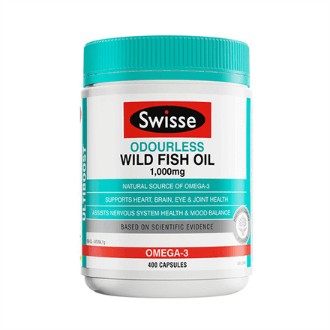 Swisse
ODOURLESS
WILD FISH OIL
1,000mg
NATURAL SOURCE OF OMEGA-3
SUPPORTS HEART, BRAIN, EYE & JOINT HEALTH
ASSISTS NERVOUS SYSTEM HEALTH & MOOD BALANCE
BASED ON SCIENTIFIC EVIDENCE
OMEGA-3
400 CAPSULES
ULTIBOOST